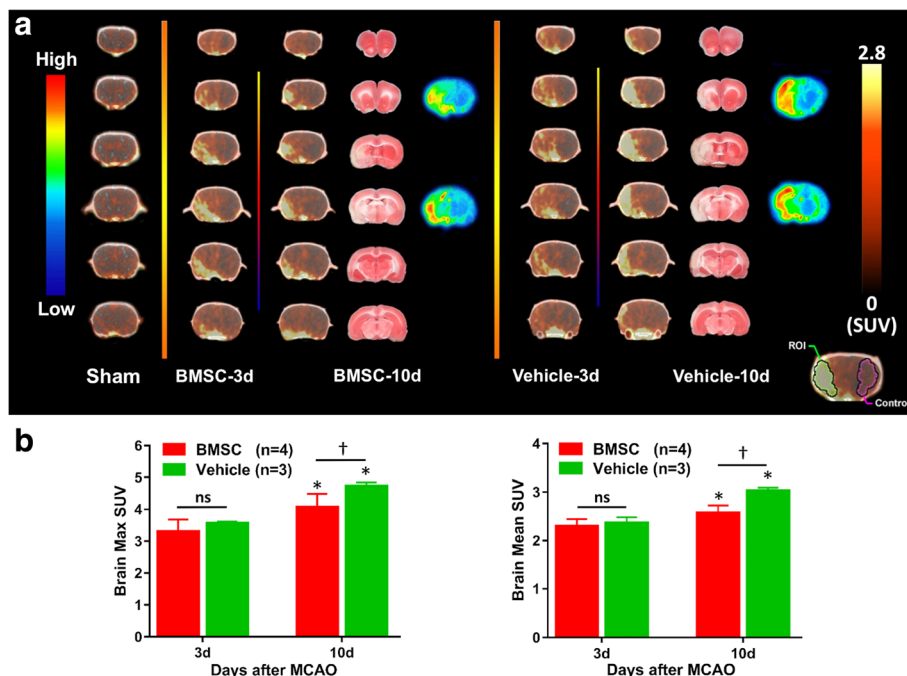 a
High
Low
2.8
0
(SUV)
ROI
Control
Sham
BMSC-3d
BMSC-10d
Vehicle-3d
Vehicle-10d
b
BMSC (n=4)
Vehicle (n=3)
Brain Max SUV
6
5
4
3
2
1
0
ns
*
†
*
3d
10d
Days after MCAO
BMSC (n=4)
Vehicle (n=3)
Brain Mean SUV
4
3
2
1
0
ns
*
†
*
3d
10d
Days after MCAO